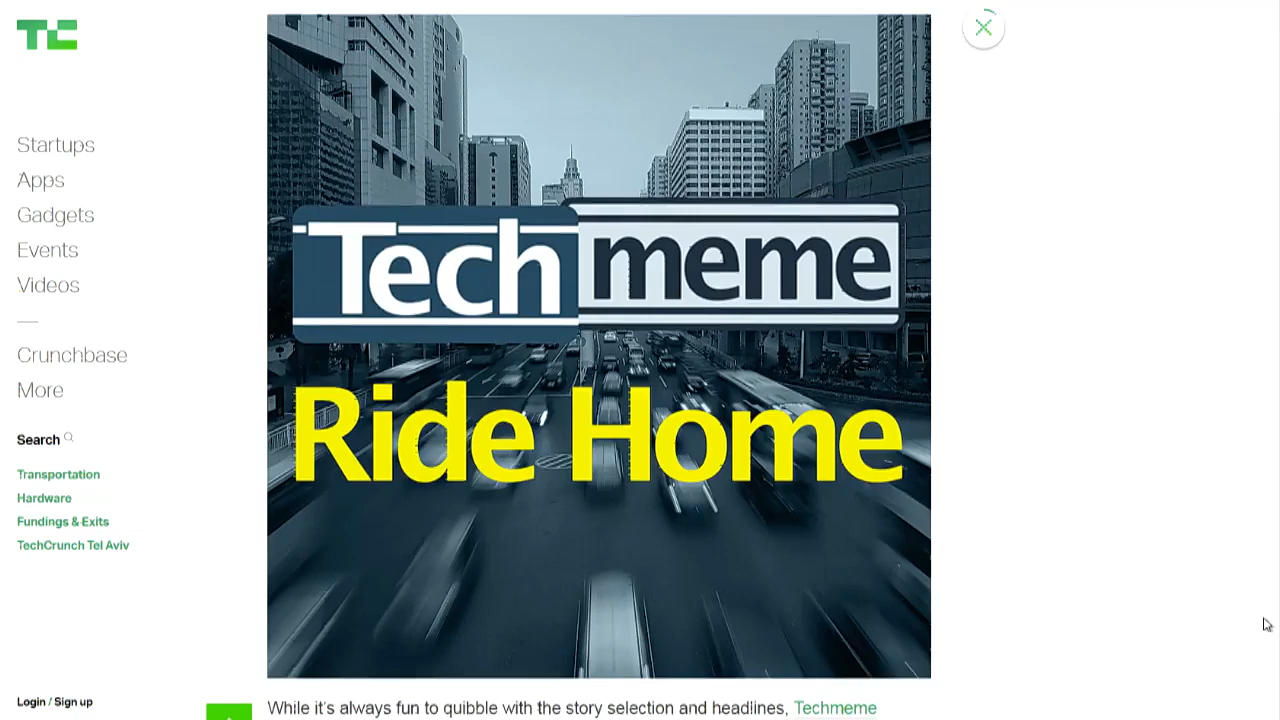 TC
Startups
Apps
Gadgets
Events
Videos
Crunchbase
More
Search
Transportation
Hardware
Fundings & Exits
TechCrunch Tel Aviv
Login / Sign up
Techmeme
Ride Home
While it's always fun to quibble with the story selection and headlines, Techmeme